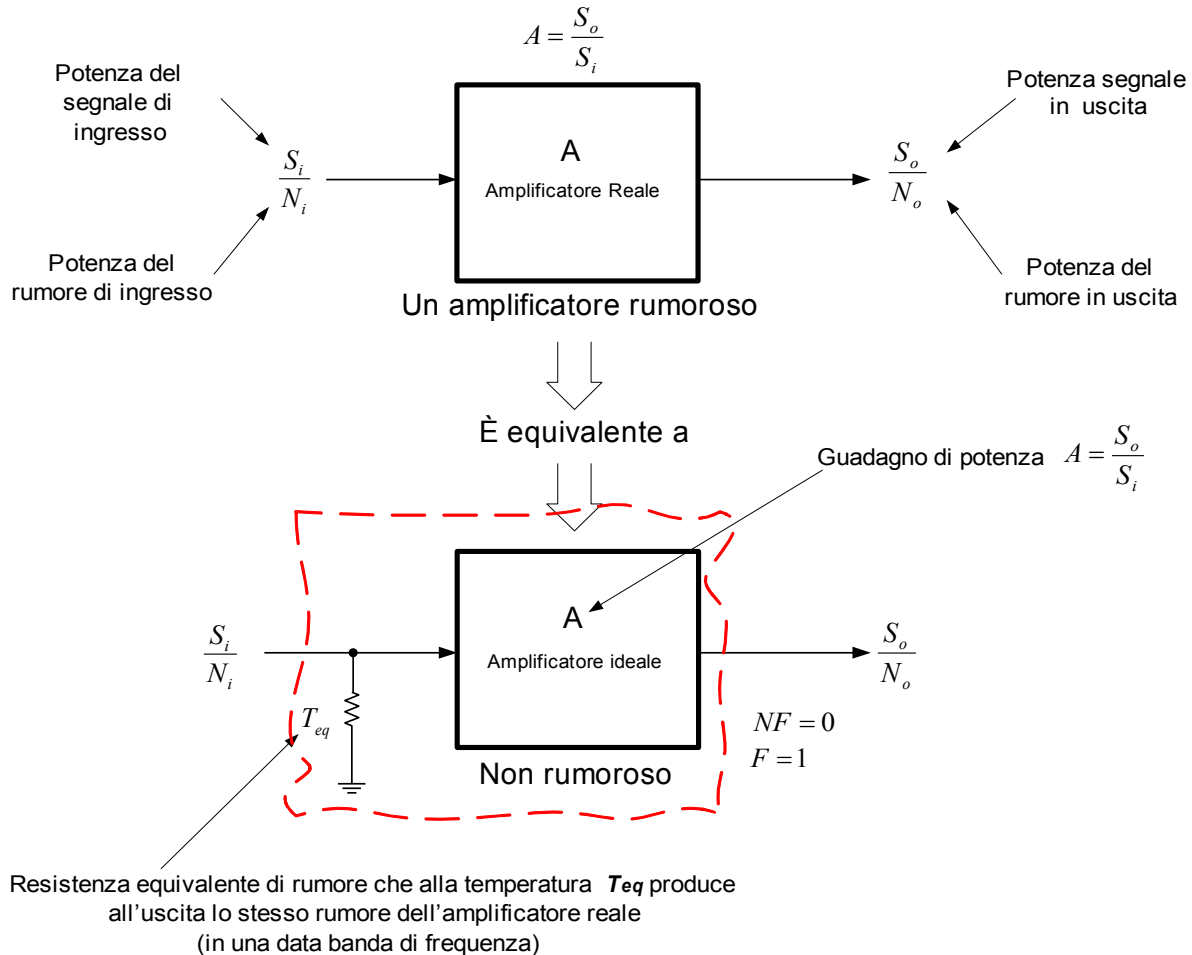 A = S_o / S_i
Potenza del
segnale di
ingresso
Potenza segnale
in uscita
S_i / N_i
A
Amplificatore Reale
S_o / N_o
Potenza del
rumore di ingresso
Potenza del
rumore in uscita
Un amplificatore rumoroso
È equivalente a
Guadagno di potenza A = S_o / S_i
A
Amplificatore ideale
S_i / N_i
S_o / N_o
T_eq
NF = 0
F = 1
Non rumoroso
Resistenza equivalente di rumore che alla temperatura Teq produce
all'uscita lo stesso rumore dell'amplificatore reale
(in una data banda di frequenza)